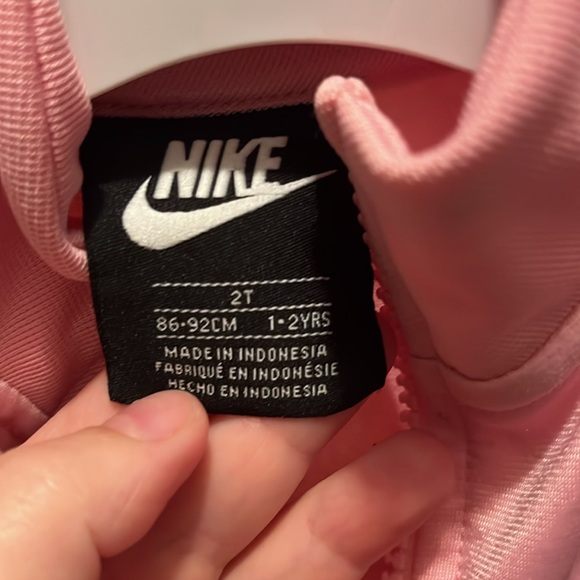 NIKE
2T
86-92CM 1-2YRS
MADE IN INDONESIA
FABRIQUÉ EN INDONÉSIE
HECHO EN INDONESIA